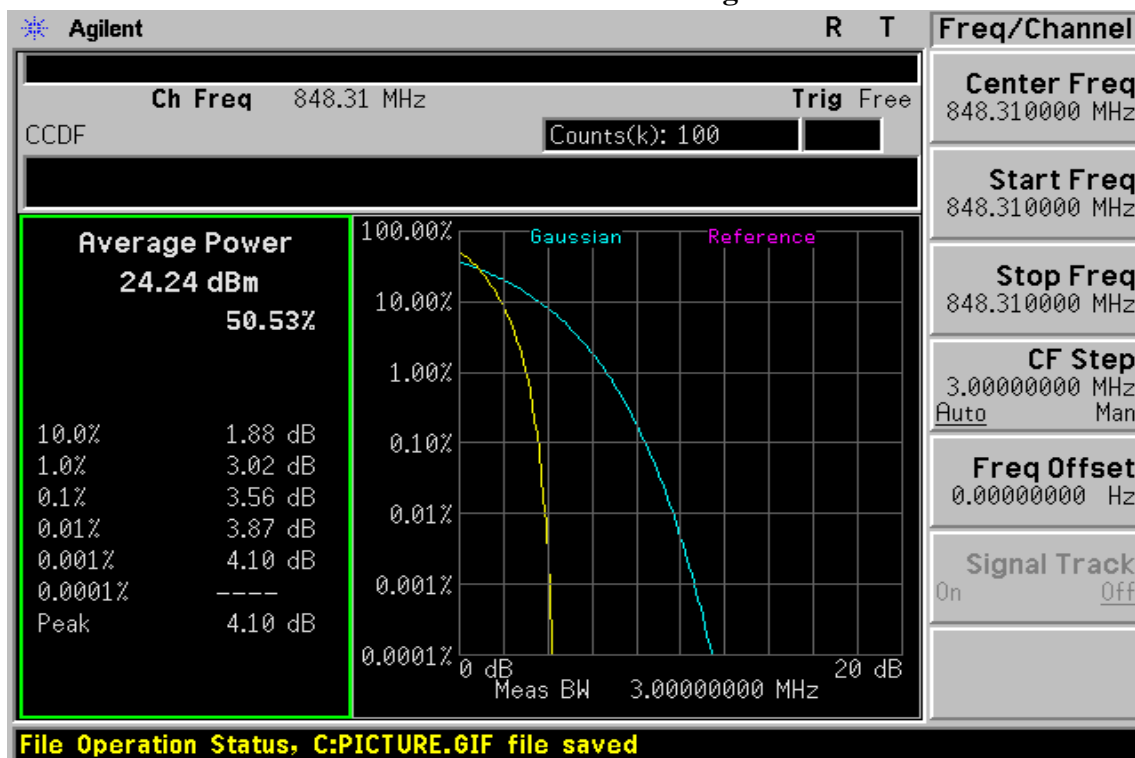 Agilent R T
Ch Freq 848.31 MHz Trig Free
CCDF Counts(k): 100
Average Power
24.24 dBm
50.53%
10.0% 1.88 dB
1.0% 3.02 dB
0.1% 3.56 dB
0.01% 3.87 dB
0.001% 4.10 dB
0.0001% ----
Peak 4.10 dB
Gaussian Reference
100.00%
10.00%
1.00%
0.10%
0.01%
0.001%
0.0001%
0 dB 20 dB
Meas BW 3.00000000 MHz
Freq/Channel
Center Freq
848.310000 MHz
Start Freq
848.310000 MHz
Stop Freq
848.310000 MHz
CF Step
3.00000000 MHz
Auto Man
Freq Offset
0.00000000 Hz
Signal Track
On Off
File Operation Status, C:PICTURE.GIF file saved